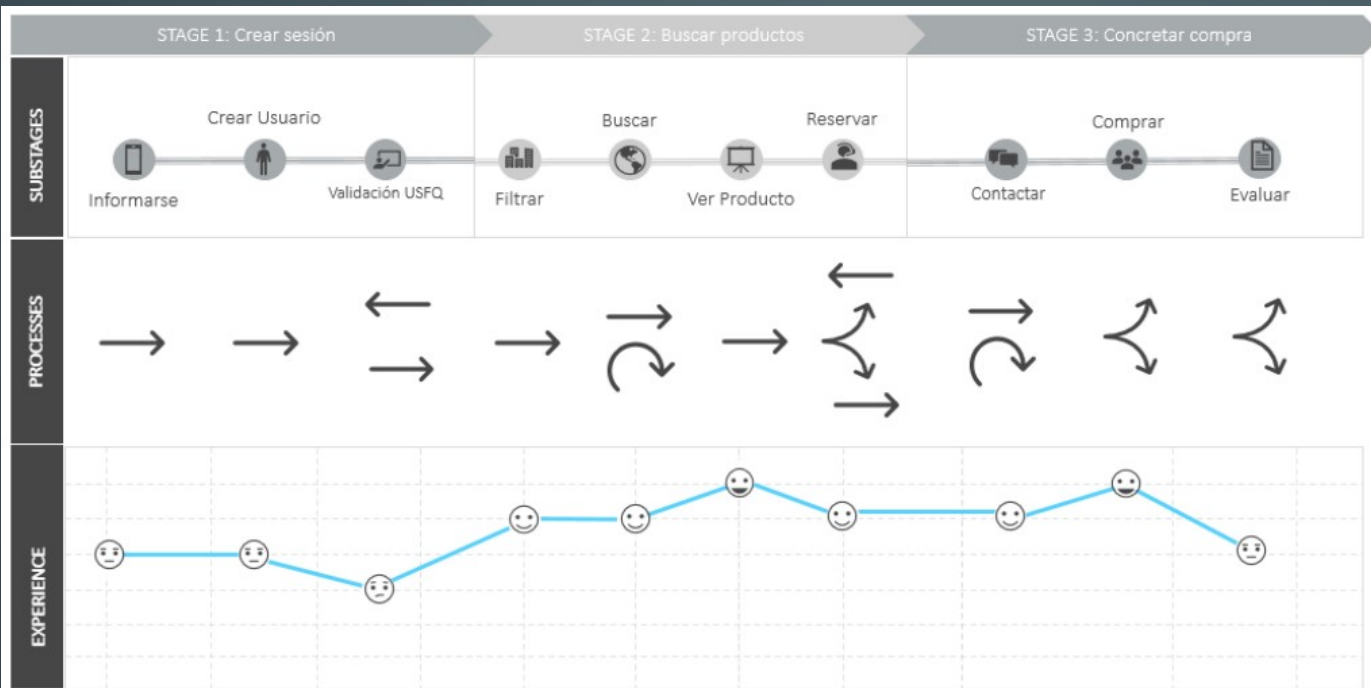 STAGE 1: Crear sesión
STAGE 2: Buscar productos
STAGE 3: Concretar compra
SUBSTAGES
Informarse
Crear Usuario
Validación USFQ
Filtrar
Buscar
Ver Producto
Reservar
Contactar
Comprar
Evaluar
PROCESSES
EXPERIENCE